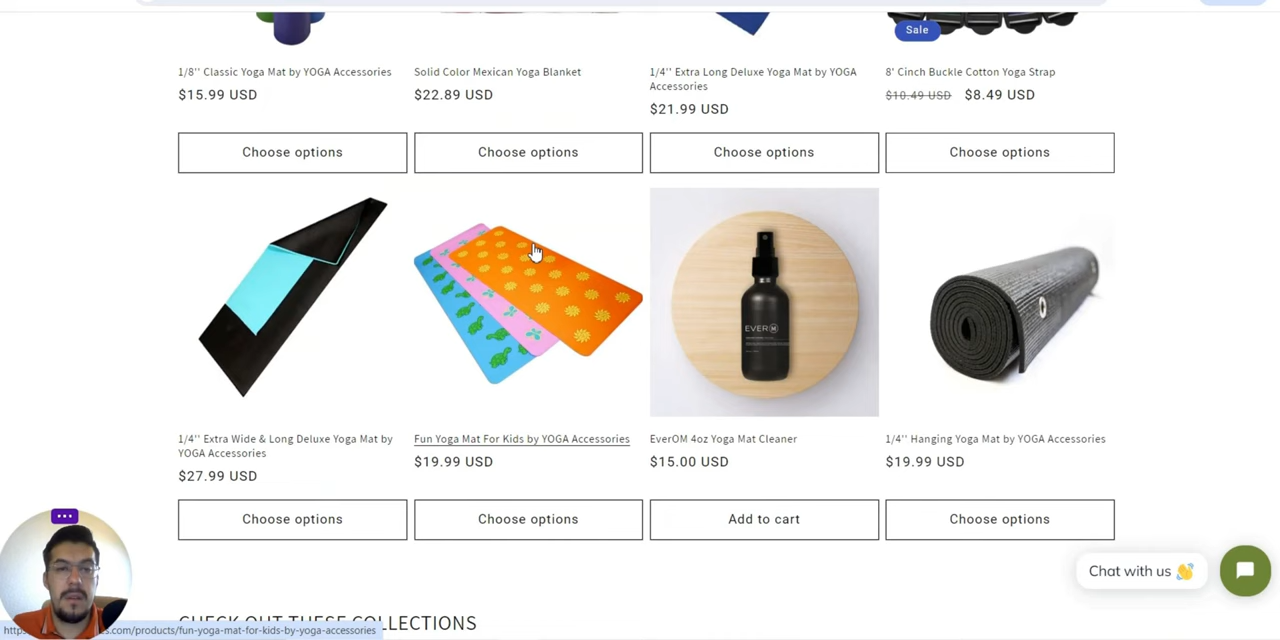 Sale
1/8'' Classic Yoga Mat by YOGA Accessories
$15.99 USD
Solid Color Mexican Yoga Blanket
$22.89 USD
1/4'' Extra Long Deluxe Yoga Mat by YOGA
Accessories
$21.99 USD
8' Cinch Buckle Cotton Yoga Strap
$10.49 USD $8.49 USD
Choose options
Choose options
Choose options
Choose options
EVEROM
1/4'' Extra Wide & Long Deluxe Yoga Mat by
YOGA Accessories
$27.99 USD
Fun Yoga Mat For Kids by YOGA Accessories
$19.99 USD
EverOM 4oz Yoga Mat Cleaner
$15.00 USD
1/4'' Hanging Yoga Mat by YOGA Accessories
$19.99 USD
Choose options
Choose options
Add to cart
Choose options
Chat with us 👋
CHECK OUT THESE COLLECTIONS
es.com/products/fun-yoga-mat-for-kids-by-yoga-accessories